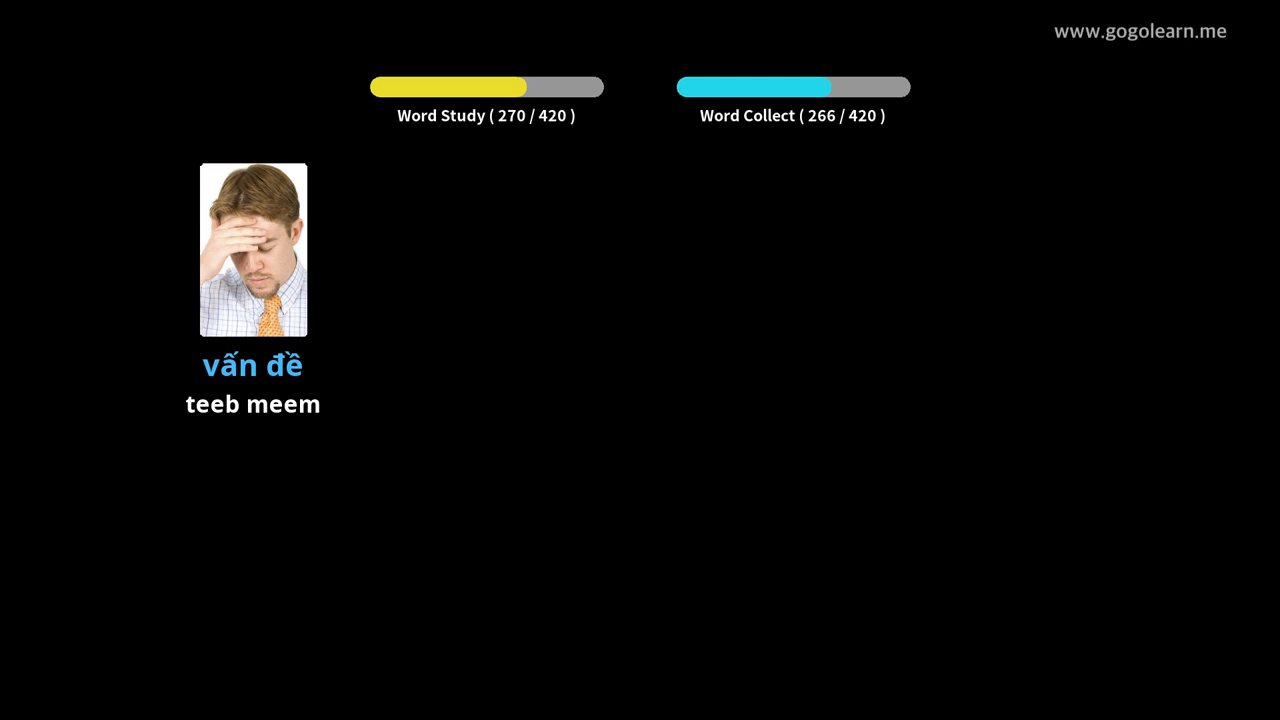 www.gogolearn.me
Word Study ( 270 / 420 )
Word Collect ( 266 / 420 )
vấn đề
teeb meem